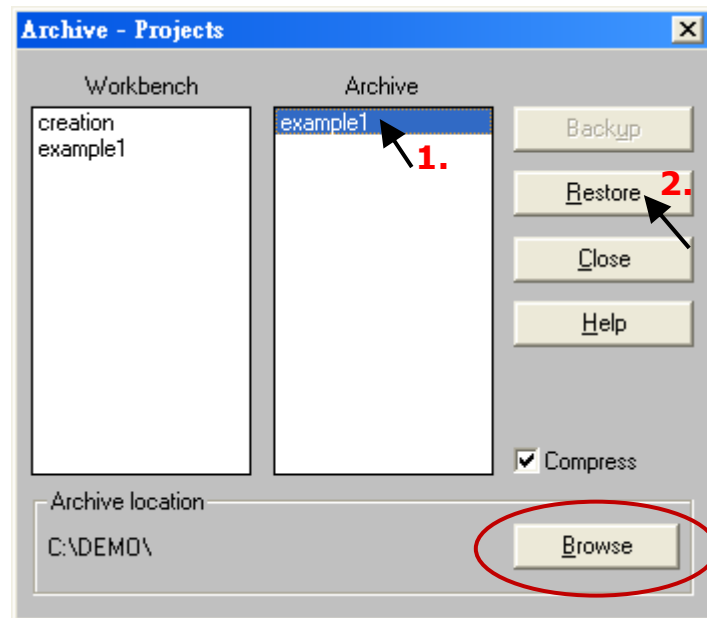 Archive - Projects
Workbench
Archive
creation
example1
example1
1.
Backup
Restore
2.
Close
Help
Compress
Archive location
C:\DEMO\
Browse